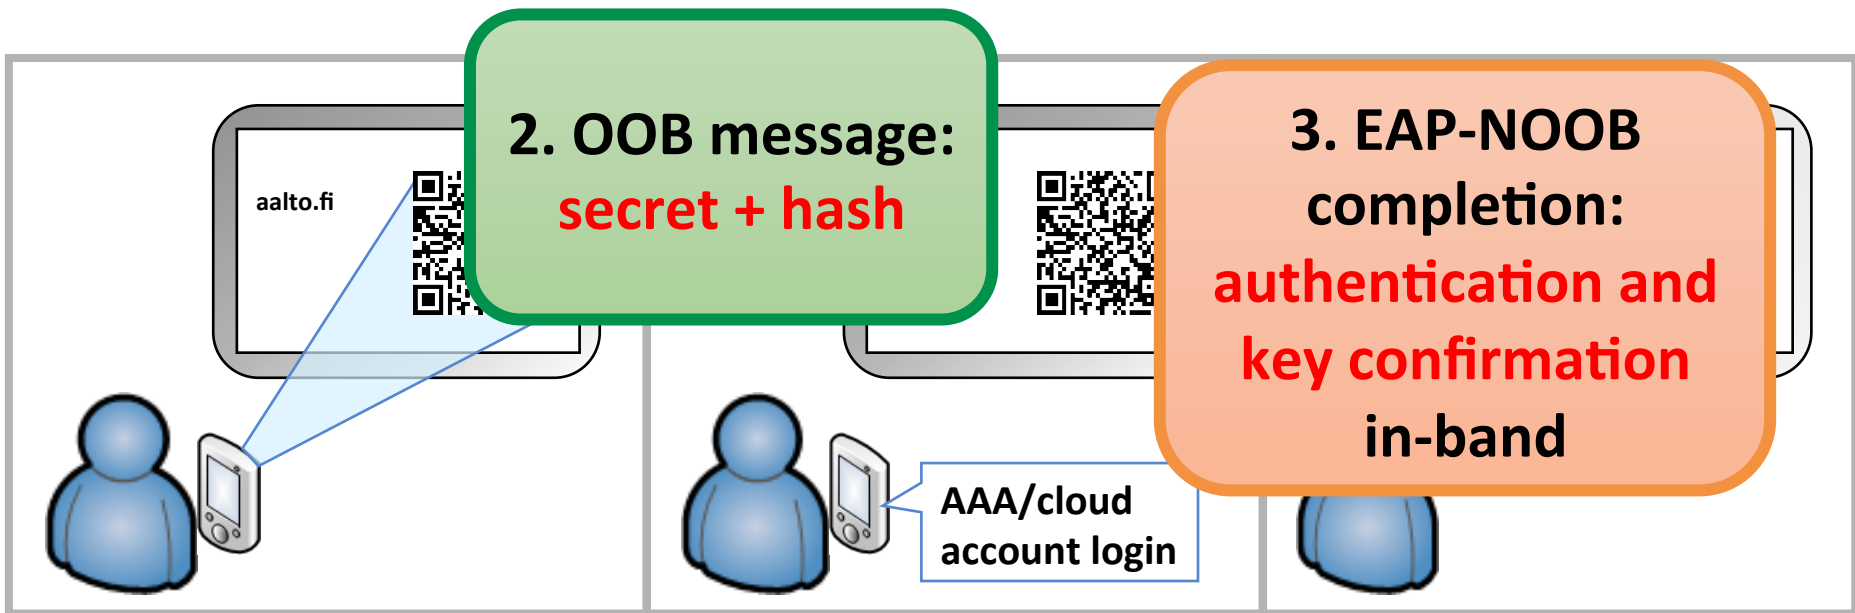 aalto.fi
2. OOB message:
secret + hash
AAA/cloud
account login
3. EAP-NOOB
completion:
authentication and
key confirmation
in-band